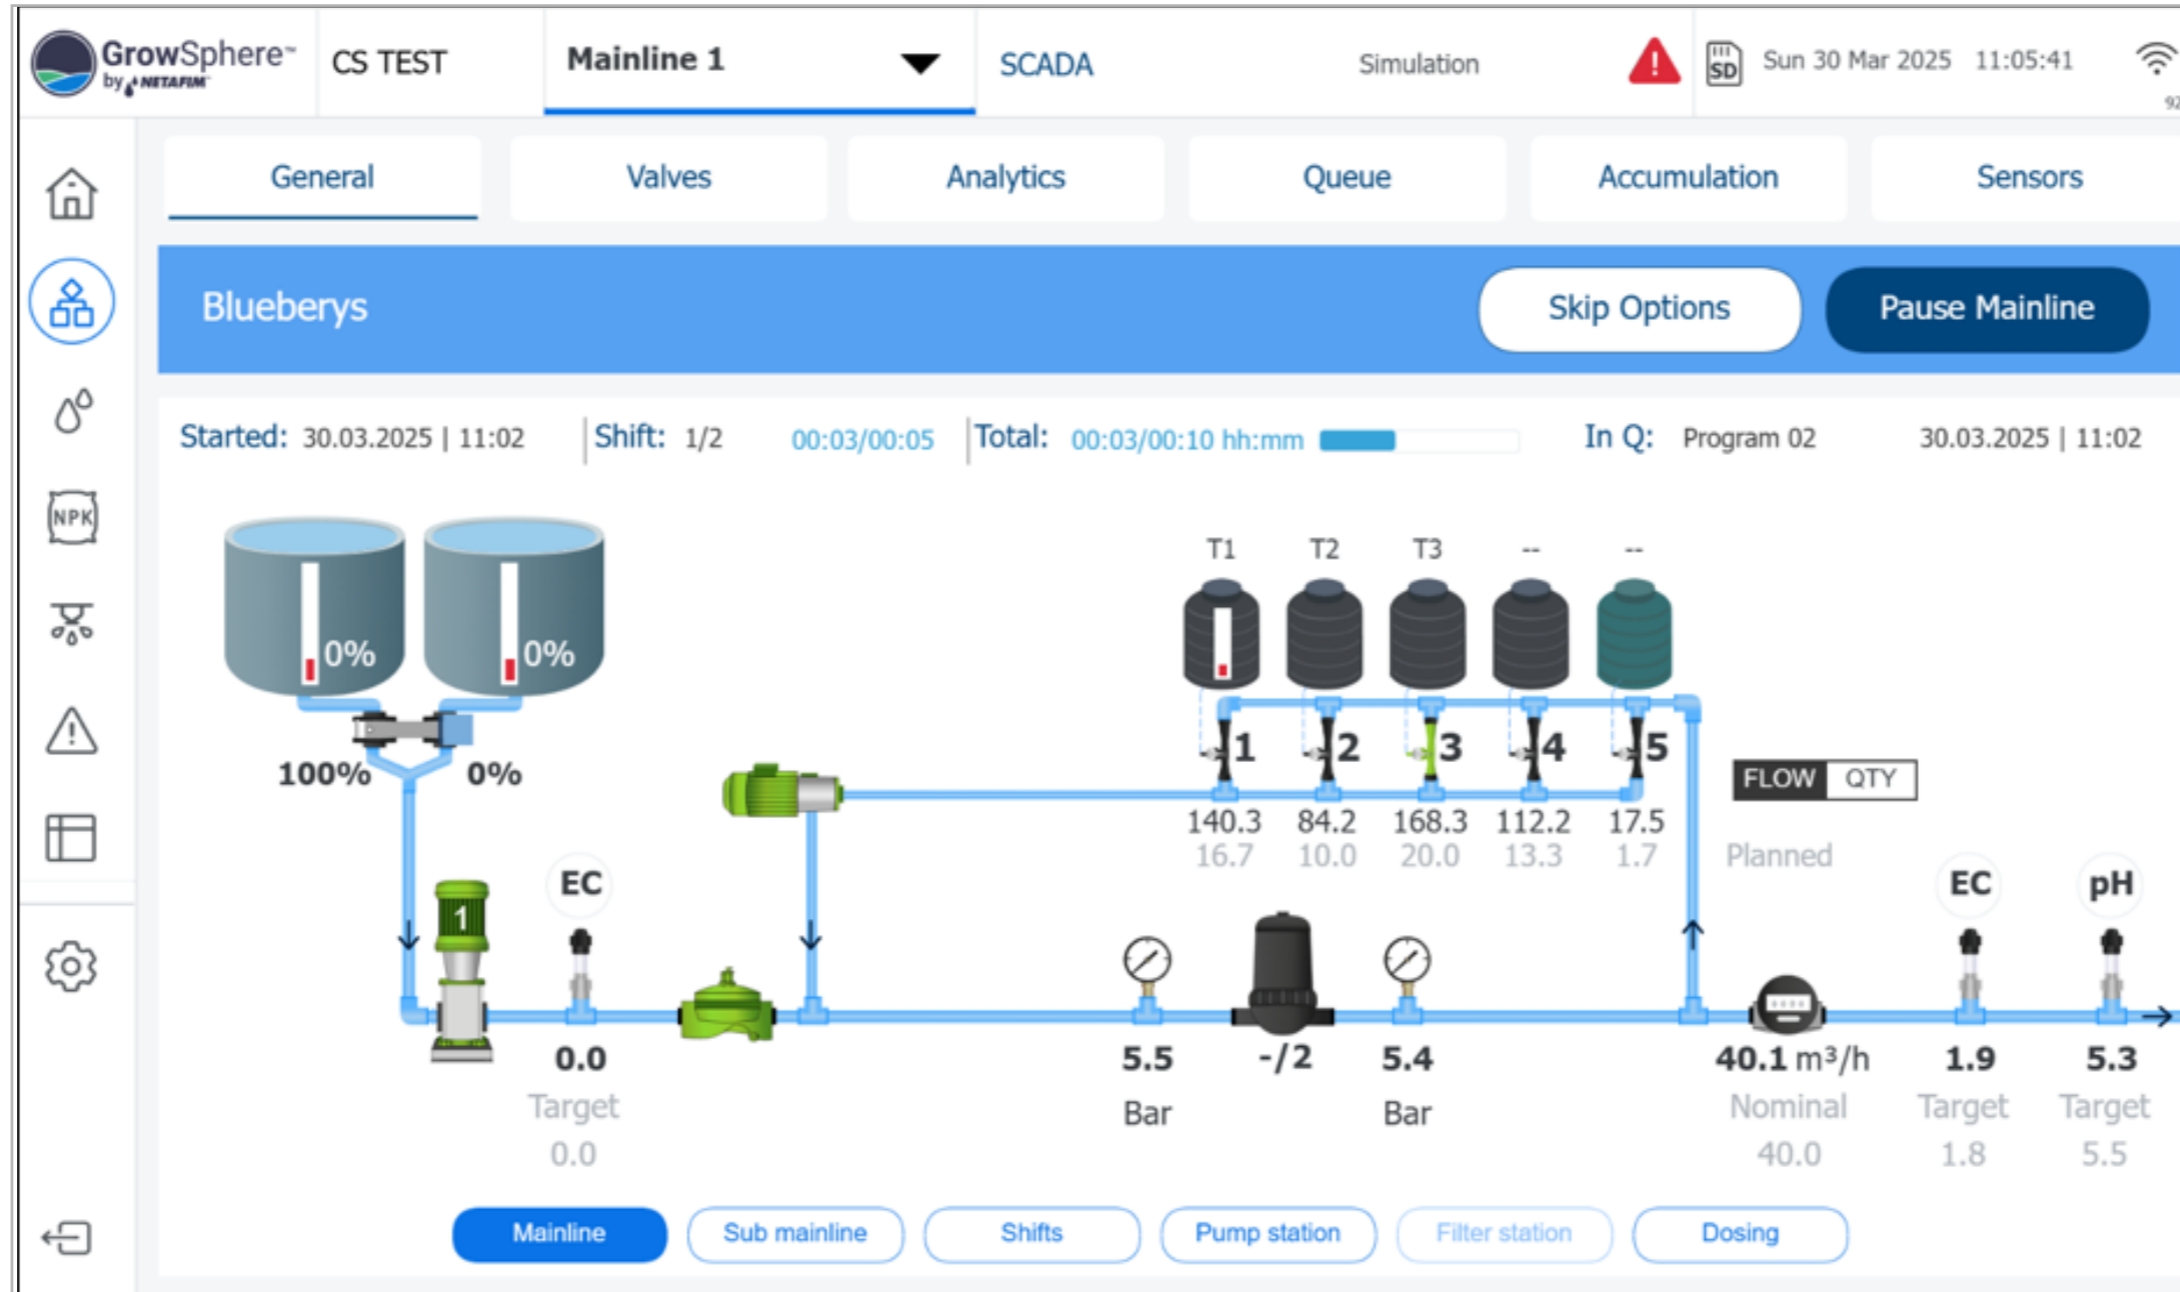 GrowSphere™
by NETAFIM™
CS TEST
Mainline 1
SCADA
Simulation
SD
Sun 30 Mar 2025 11:05:41
92
General
Valves
Analytics
Queue
Accumulation
Sensors
Blueberys
Skip Options
Pause Mainline
NPK
Started: 30.03.2025 | 11:02
Shift: 1/2 00:03/00:05
Total: 00:03/00:10 hh:mm
In Q: Program 02 30.03.2025 | 11:02
T1 T2 T3 -- --
0% 0%
100% 0%
1 2 3 4 5
FLOW QTY
140.3 84.2 168.3 112.2 17.5
16.7 10.0 20.0 13.3 1.7 Planned
1
EC
EC
pH
0.0
Target
0.0
5.5
Bar
-/2
5.4
Bar
40.1 m³/h
Nominal
40.0
1.9
Target
1.8
5.3
Target
5.5
Mainline
Sub mainline
Shifts
Pump station
Filter station
Dosing